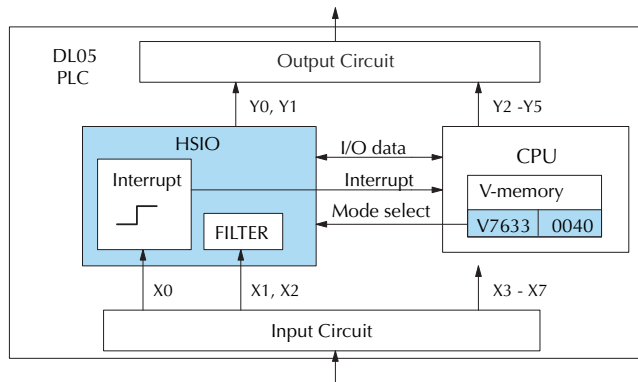 DL05
PLC
Output Circuit
Y0, Y1
Y2 -Y5
HSIO
I/O data
CPU
Interrupt
Interrupt
V-memory
Mode select
V7633 0040
FILTER
X0
X1, X2
X3 - X7
Input Circuit